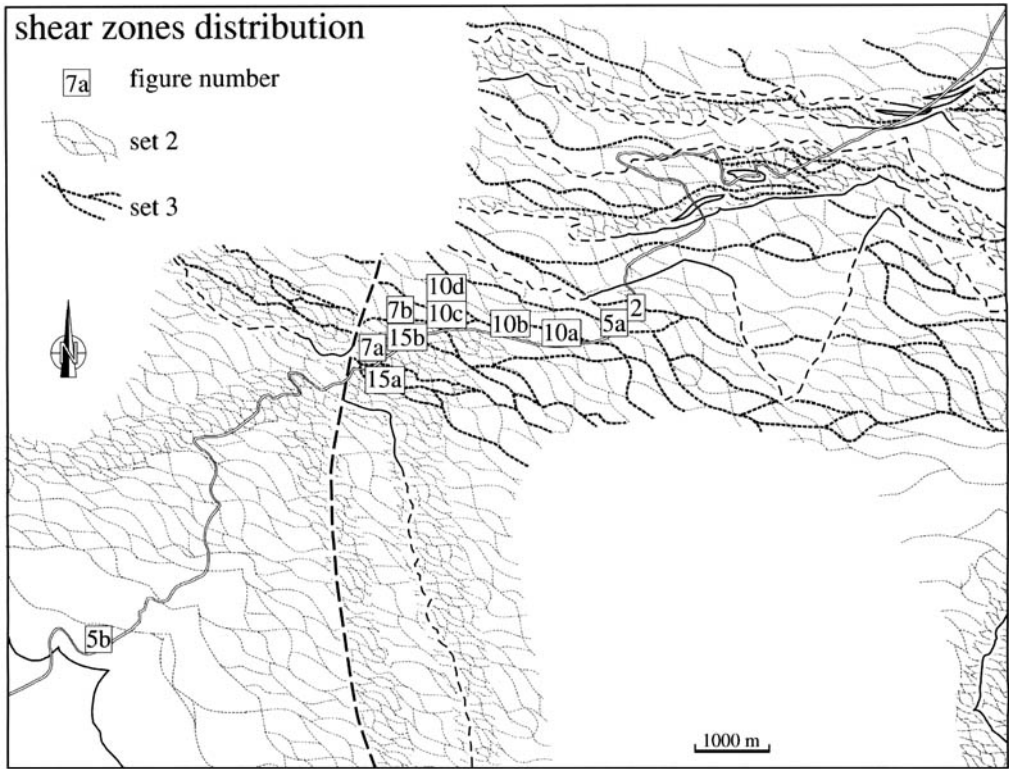 shear zones distribution
7a figure number
set 2
set 3
N
10d
7b
10c
2
15b
10b
10a
5a
7a
15a
5b
1000 m